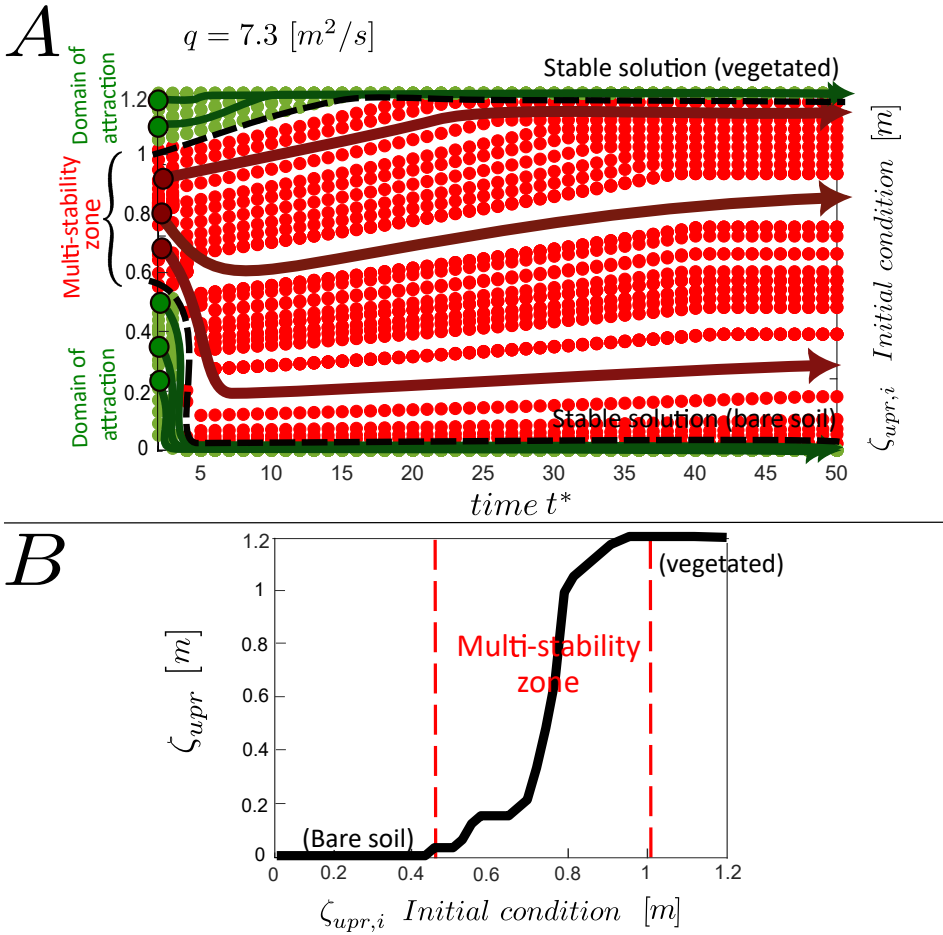 A
q = 7.3 [m²/s]
Domain of
attraction
Stable solution (vegetated)
Multi-stability
zone
Domain of
attraction
Stable solution (bare soil)
1.2
1
0.8
0.6
0.4
0.2
0
5 10 15 20 25 30 35 40 45 50
time t*
ζ_upr,i Initial condition [m]
B
1.2
1
0.8
0.6
0.4
0.2
0
ζ_upr [m]
(vegetated)
Multi-stability
zone
(Bare soil)
0 0.2 0.4 0.6 0.8 1 1.2
ζ_upr,i Initial condition [m]